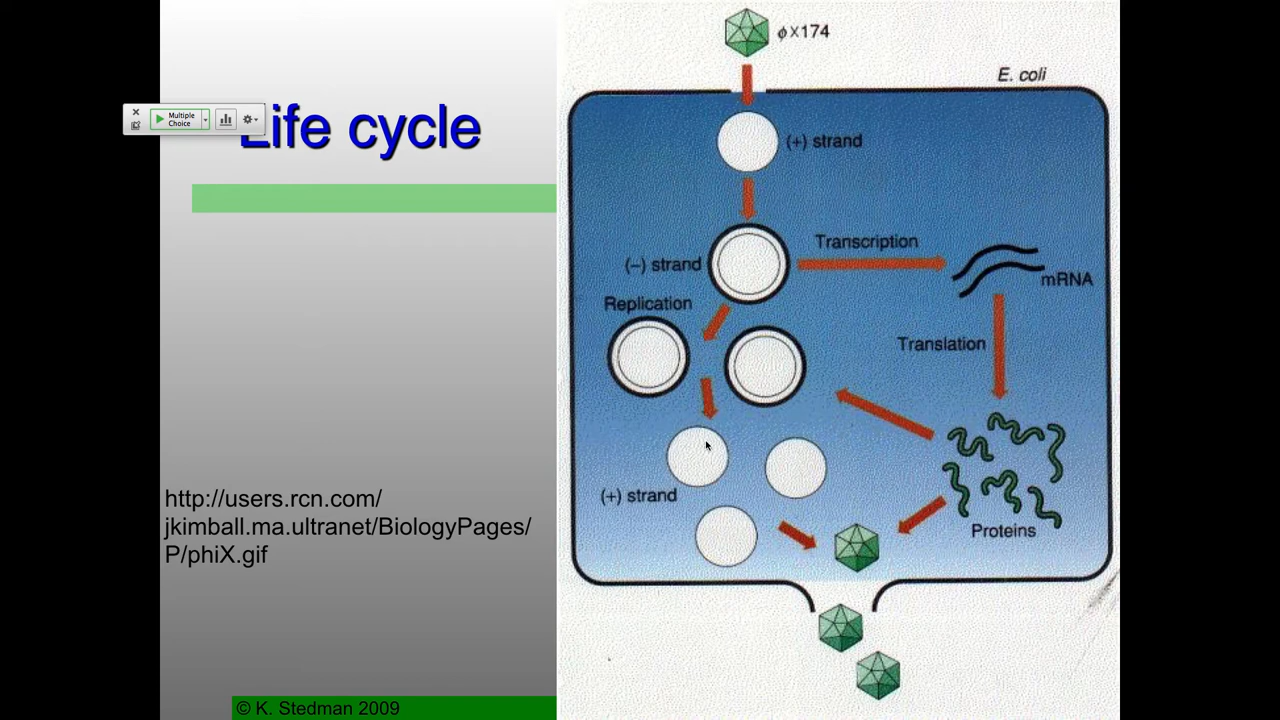 ϕX174
E. coli
Multiple
Choice
Life cycle
(+) strand
Transcription
(–) strand
mRNA
Replication
Translation
(+) strand
Proteins
http://users.rcn.com/
jkimball.ma.ultranet/BiologyPages/
P/phiX.gif
© K. Stedman 2009